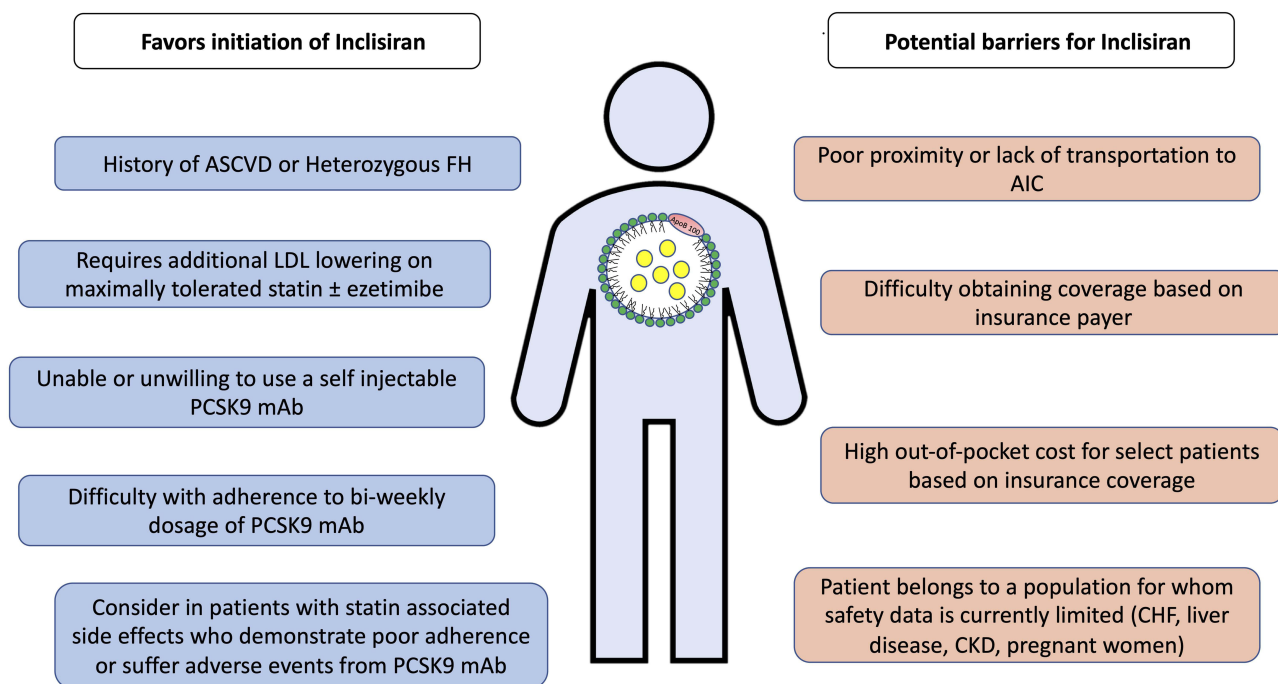 Favors initiation of Inclisiran
History of ASCVD or Heterozygous FH
Requires additional LDL lowering on
maximally tolerated statin ± ezetimibe
Unable or unwilling to use a self injectable
PCSK9 mAb
Difficulty with adherence to bi-weekly
dosage of PCSK9 mAb
Consider in patients with statin associated
side effects who demonstrate poor adherence
or suffer adverse events from PCSK9 mAb
ApoB 100
Potential barriers for Inclisiran
Poor proximity or lack of transportation to
AIC
Difficulty obtaining coverage based on
insurance payer
High out-of-pocket cost for select patients
based on insurance coverage
Patient belongs to a population for whom
safety data is currently limited (CHF, liver
disease, CKD, pregnant women)